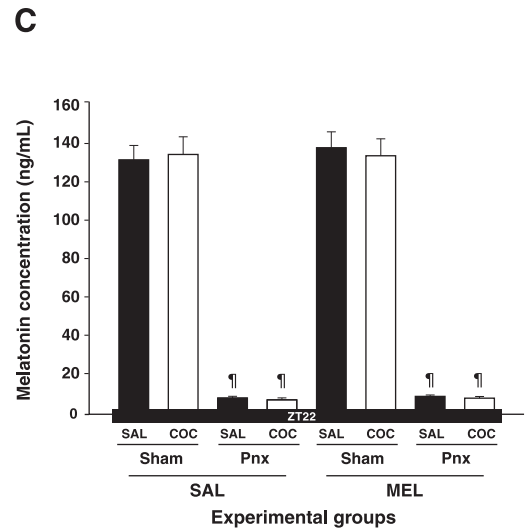 C
Melatonin concentration (ng/mL)
160
140
120
100
80
60
40
20
0
¶ ¶ ¶ ¶
ZT22
SAL COC SAL COC SAL COC SAL COC
Sham Pnx Sham Pnx
SAL MEL
Experimental groups